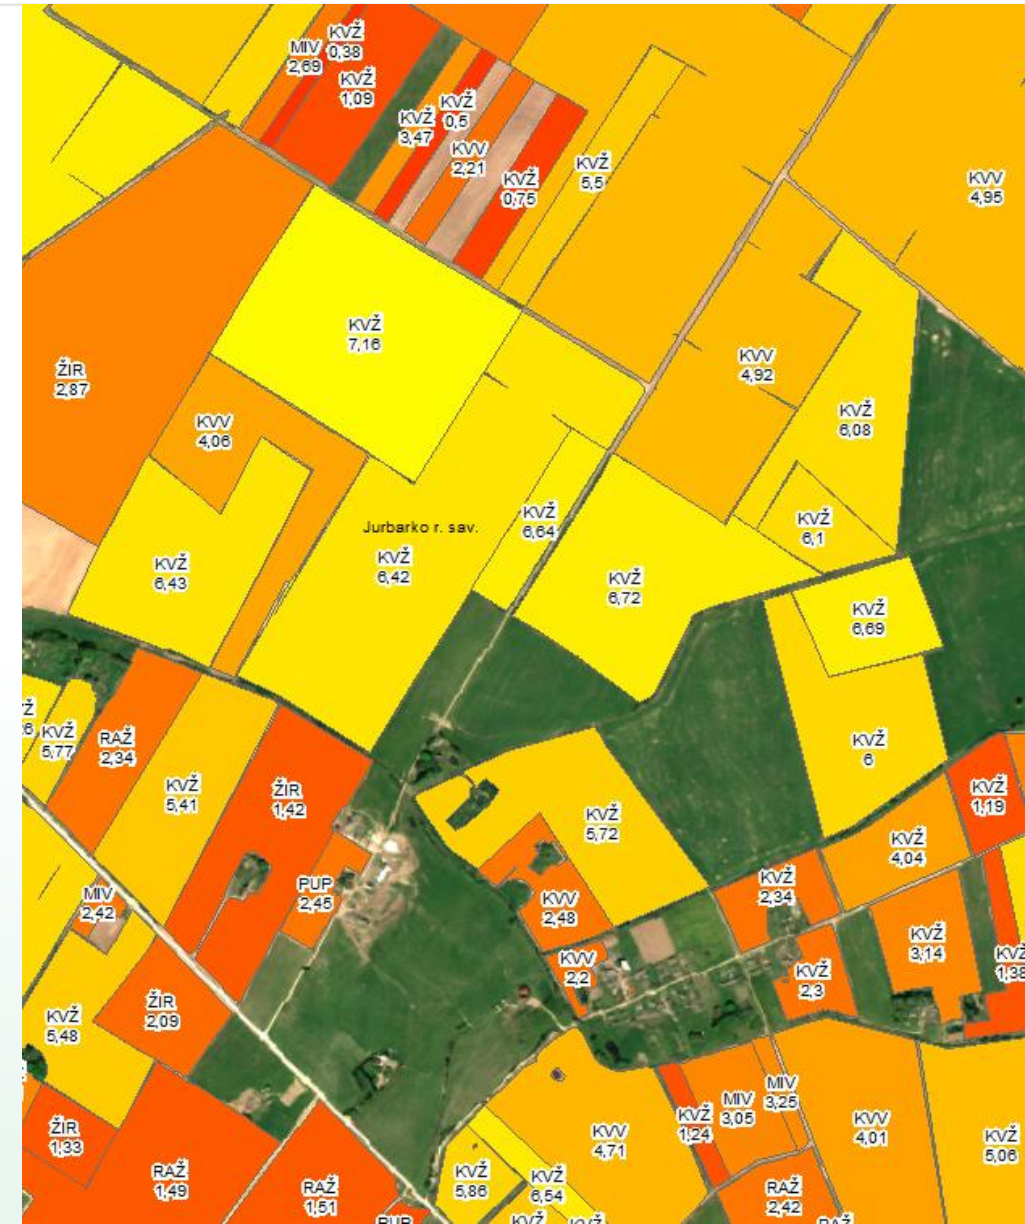 KVŽ
0,38
MIV
2,69
KVŽ
1,09
KVŽ
0,5
KVŽ
3,47
KVV
2,21
KVŽ
0,75
KVŽ
5,5
KVV
4,95
KVŽ
7,16
ŽIR
2,87
KVV
4,92
KVV
4,06
KVŽ
6,08
KVŽ
6,64
KVŽ
6,1
Jurbarko r. sav.
KVŽ
6,43
KVŽ
6,42
KVŽ
6,72
KVŽ
6,69
KVŽ
5,77
RAŽ
2,34
KVŽ
6
KVŽ
5,41
ŽIR
1,42
KVŽ
1,19
KVŽ
5,72
KVŽ
4,04
MIV
2,42
PUP
2,45
KVŽ
2,34
KVV
2,48
KVŽ
3,14
KVŽ
1,38
KVV
2,2
KVŽ
2,3
ŽIR
2,09
KVŽ
5,48
MIV
3,25
MIV
3,05
KVŽ
1,24
KVV
4,01
ŽIR
1,33
KVV
4,71
KVŽ
5,06
RAŽ
1,49
RAŽ
1,51
KVŽ
5,86
KVŽ
6,54
RAŽ
2,42
PUP
KVŽ